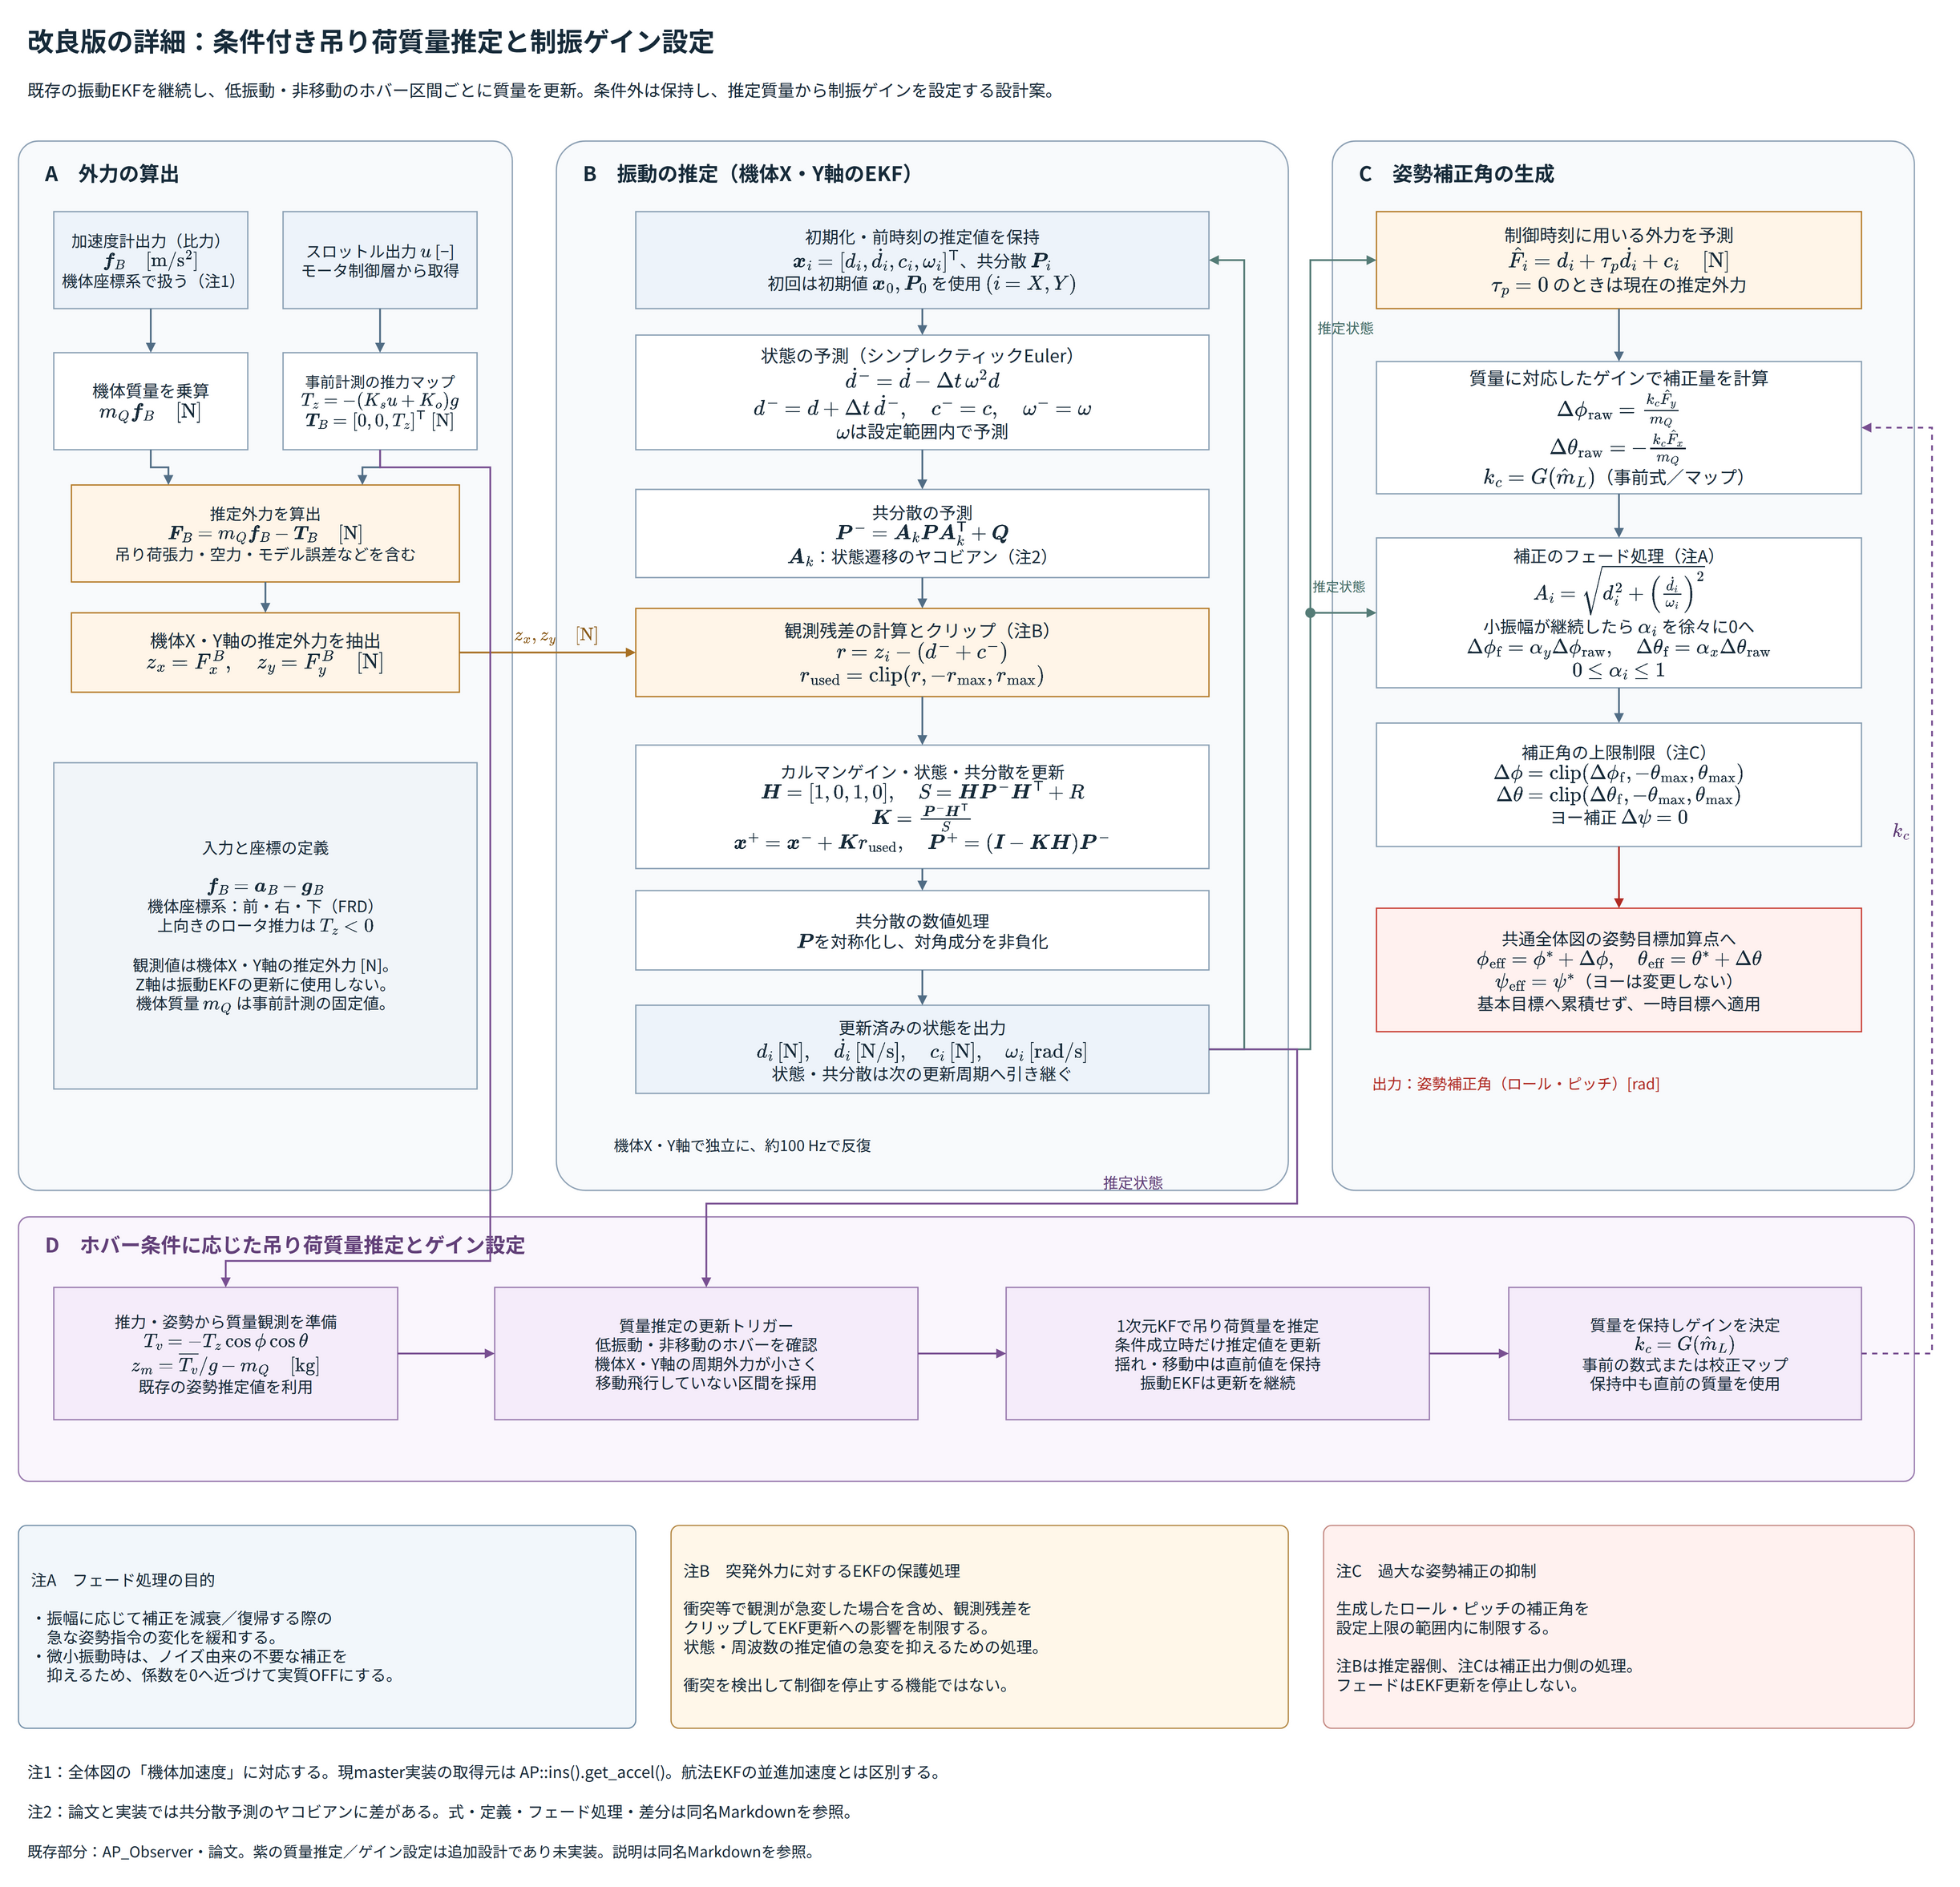 改良版の詳細：条件付き吊り荷質量推定と制振ゲイン設定
既存の振動EKFを継続し、低振動・非移動のホバー区間ごとに質量を更新。条件外は保持し、推定質量から制振ゲインを設定する設計案。
A　外力の算出
加速度計出力（比力）
f_B　[m/s²]
機体座標系で扱う（注1）
スロットル出力 u [−]
モータ制御層から取得
機体質量を乗算
m_Q f_B　[N]
事前計測の推力マップ
T_z = −(K_s u + K_o)g
T_B = [0, 0, T_z]^⊤ [N]
推定外力を算出
F_B = m_Q f_B − T_B　[N]
吊り荷張力・空力・モデル誤差などを含む
機体X・Y軸の推定外力を抽出
z_x = F_x^B,　z_y = F_y^B　[N]
z_x, z_y　[N]
入力と座標の定義
f_B = a_B − g_B
機体座標系：前・右・下（FRD）
上向きのロータ推力は T_z < 0
観測値は機体X・Y軸の推定外力 [N]。
Z軸は振動EKFの更新に使用しない。
機体質量 m_Q は事前計測の固定値。
B　振動の推定（機体X・Y軸のEKF）
初期化・前時刻の推定値を保持
x_i = [d_i, ḋ_i, c_i, ω_i]^⊤、共分散 P_i
初回は初期値 x_0, P_0 を使用 (i = X, Y)
状態の予測（シンプレクティックEuler）
ḋ^− = ḋ − Δt ω² d
d^− = d + Δt ḋ^−,　c^− = c,　ω^− = ω
ωは設定範囲内で予測
共分散の予測
P^− = A_k P A_k^⊤ + Q
A_k：状態遷移のヤコビアン（注2）
観測残差の計算とクリップ（注B）
r = z_i − (d^− + c^−)
r_used = clip(r, −r_max, r_max)
カルマンゲイン・状態・共分散を更新
H = [1, 0, 1, 0],　S = HP^−H^⊤ + R
K = P^−H^⊤ / S
x^+ = x^− + K r_used,　P^+ = (I − KH)P^−
共分散の数値処理
Pを対称化し、対角成分を非負化
更新済みの状態を出力
d_i [N],　ḋ_i [N/s],　c_i [N],　ω_i [rad/s]
状態・共分散は次の更新周期へ引き継ぐ
機体X・Y軸で独立に、約100 Hzで反復
推定状態
C　姿勢補正角の生成
制御時刻に用いる外力を予測
F̂_i = d_i + τ_p ḋ_i + c_i　[N]
τ_p = 0 のときは現在の推定外力
推定状態
質量に対応したゲインで補正量を計算
Δϕ_raw = k_c F̂_y / m_Q
Δθ_raw = − k_c F̂_x / m_Q
k_c = G(m̂_L)（事前式／マップ）
推定状態
補正のフェード処理（注A）
A_i = √(d_i² + (ḋ_i / ω_i)²)
小振幅が継続したら α_i を徐々に0へ
Δϕ_f = α_y Δϕ_raw,　Δθ_f = α_x Δθ_raw
0 ≤ α_i ≤ 1
補正角の上限制限（注C）
Δϕ = clip(Δϕ_f, −θ_max, θ_max)
Δθ = clip(Δθ_f, −θ_max, θ_max)
ヨー補正 Δψ = 0
k_c
共通全体図の姿勢目標加算点へ
ϕ_eff = ϕ* + Δϕ,　θ_eff = θ* + Δθ
ψ_eff = ψ*（ヨーは変更しない）
基本目標へ累積せず、一時目標へ適用
出力：姿勢補正角（ロール・ピッチ）[rad]
D　ホバー条件に応じた吊り荷質量推定とゲイン設定
推力・姿勢から質量観測を準備
T_v = −T_z cos ϕ cos θ
z_m = T̅_v/g − m_Q　[kg]
既存の姿勢推定値を利用
質量推定の更新トリガー
低振動・非移動のホバーを確認
機体X・Y軸の周期外力が小さく
移動飛行していない区間を採用
1次元KFで吊り荷質量を推定
条件成立時だけ推定値を更新
揺れ・移動中は直前値を保持
振動EKFは更新を継続
質量を保持しゲインを決定
k_c = G(m̂_L)
事前の数式または校正マップ
保持中も直前の質量を使用
注A　フェード処理の目的
・振幅に応じて補正を減衰／復帰する際の
急な姿勢指令の変化を緩和する。
・微小振動時は、ノイズ由来の不要な補正を
抑えるため、係数を0へ近づけて実質OFFにする。
注B　突発外力に対するEKFの保護処理
衝突等で観測が急変した場合を含め、観測残差を
クリップしてEKF更新への影響を制限する。
状態・周波数の推定値の急変を抑えるための処理。
衝突を検出して制御を停止する機能ではない。
注C　過大な姿勢補正の抑制
生成したロール・ピッチの補正角を
設定上限の範囲内に制限する。
注Bは推定器側、注Cは補正出力側の処理。
フェードはEKF更新を停止しない。
注1：全体図の「機体加速度」に対応する。現master実装の取得元は AP::ins().get_accel()。航法EKFの並進加速度とは区別する。
注2：論文と実装では共分散予測のヤコビアンに差がある。式・定義・フェード処理・差分は同名Markdownを参照。
既存部分：AP_Observer・論文。紫の質量推定／ゲイン設定は追加設計であり未実装。説明は同名Markdownを参照。